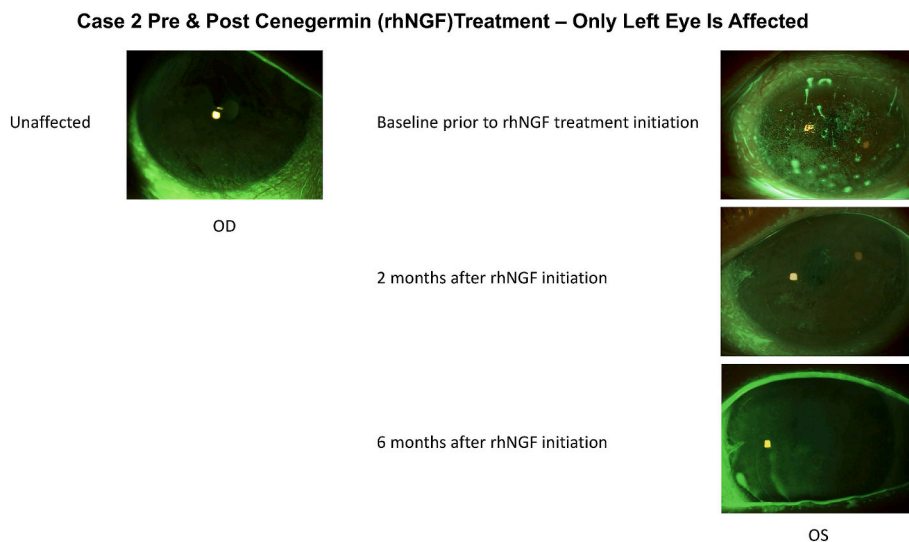 Case 2 Pre & Post Cenegermin (rhNGF)Treatment – Only Left Eye Is Affected
Unaffected
Baseline prior to rhNGF treatment initiation
OD
2 months after rhNGF initiation
6 months after rhNGF initiation
OS